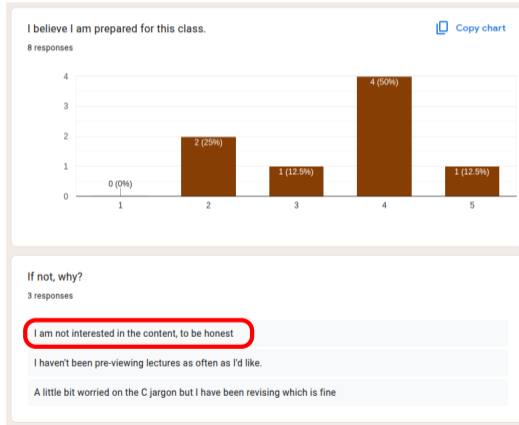 I believe I am prepared for this class.
Copy chart
8 responses
4
3
2
1
0
0 (0%)
2 (25%)
1 (12.5%)
4 (50%)
1 (12.5%)
1
2
3
4
5
If not, why?
3 responses
I am not interested in the content, to be honest
I haven't been pre-viewing lectures as often as I'd like.
A little bit worried on the C jargon but I have been revising which is fine